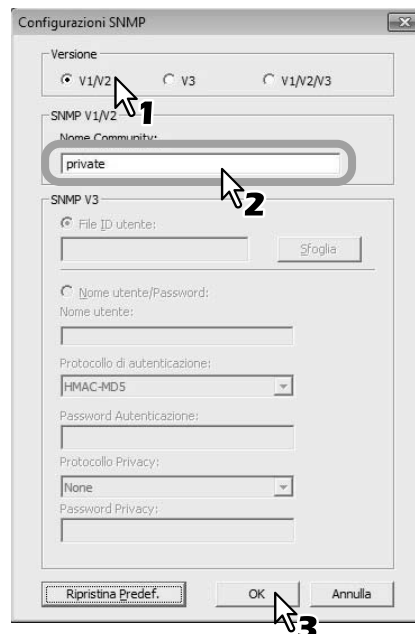 Configurazioni SNMP
Versione
V1/V2
V3
V1/V2/V3
1
SNMP V1/V2
Nome Community:
private
2
SNMP V3
File ID utente:
Sfoglia
Nome utente/Password:
Nome utente:
Protocollo di autenticazione:
HMAC-MD5
Password Autenticazione:
Protocollo Privacy:
None
Password Privacy:
Ripristina Predef.
OK
Annulla
3